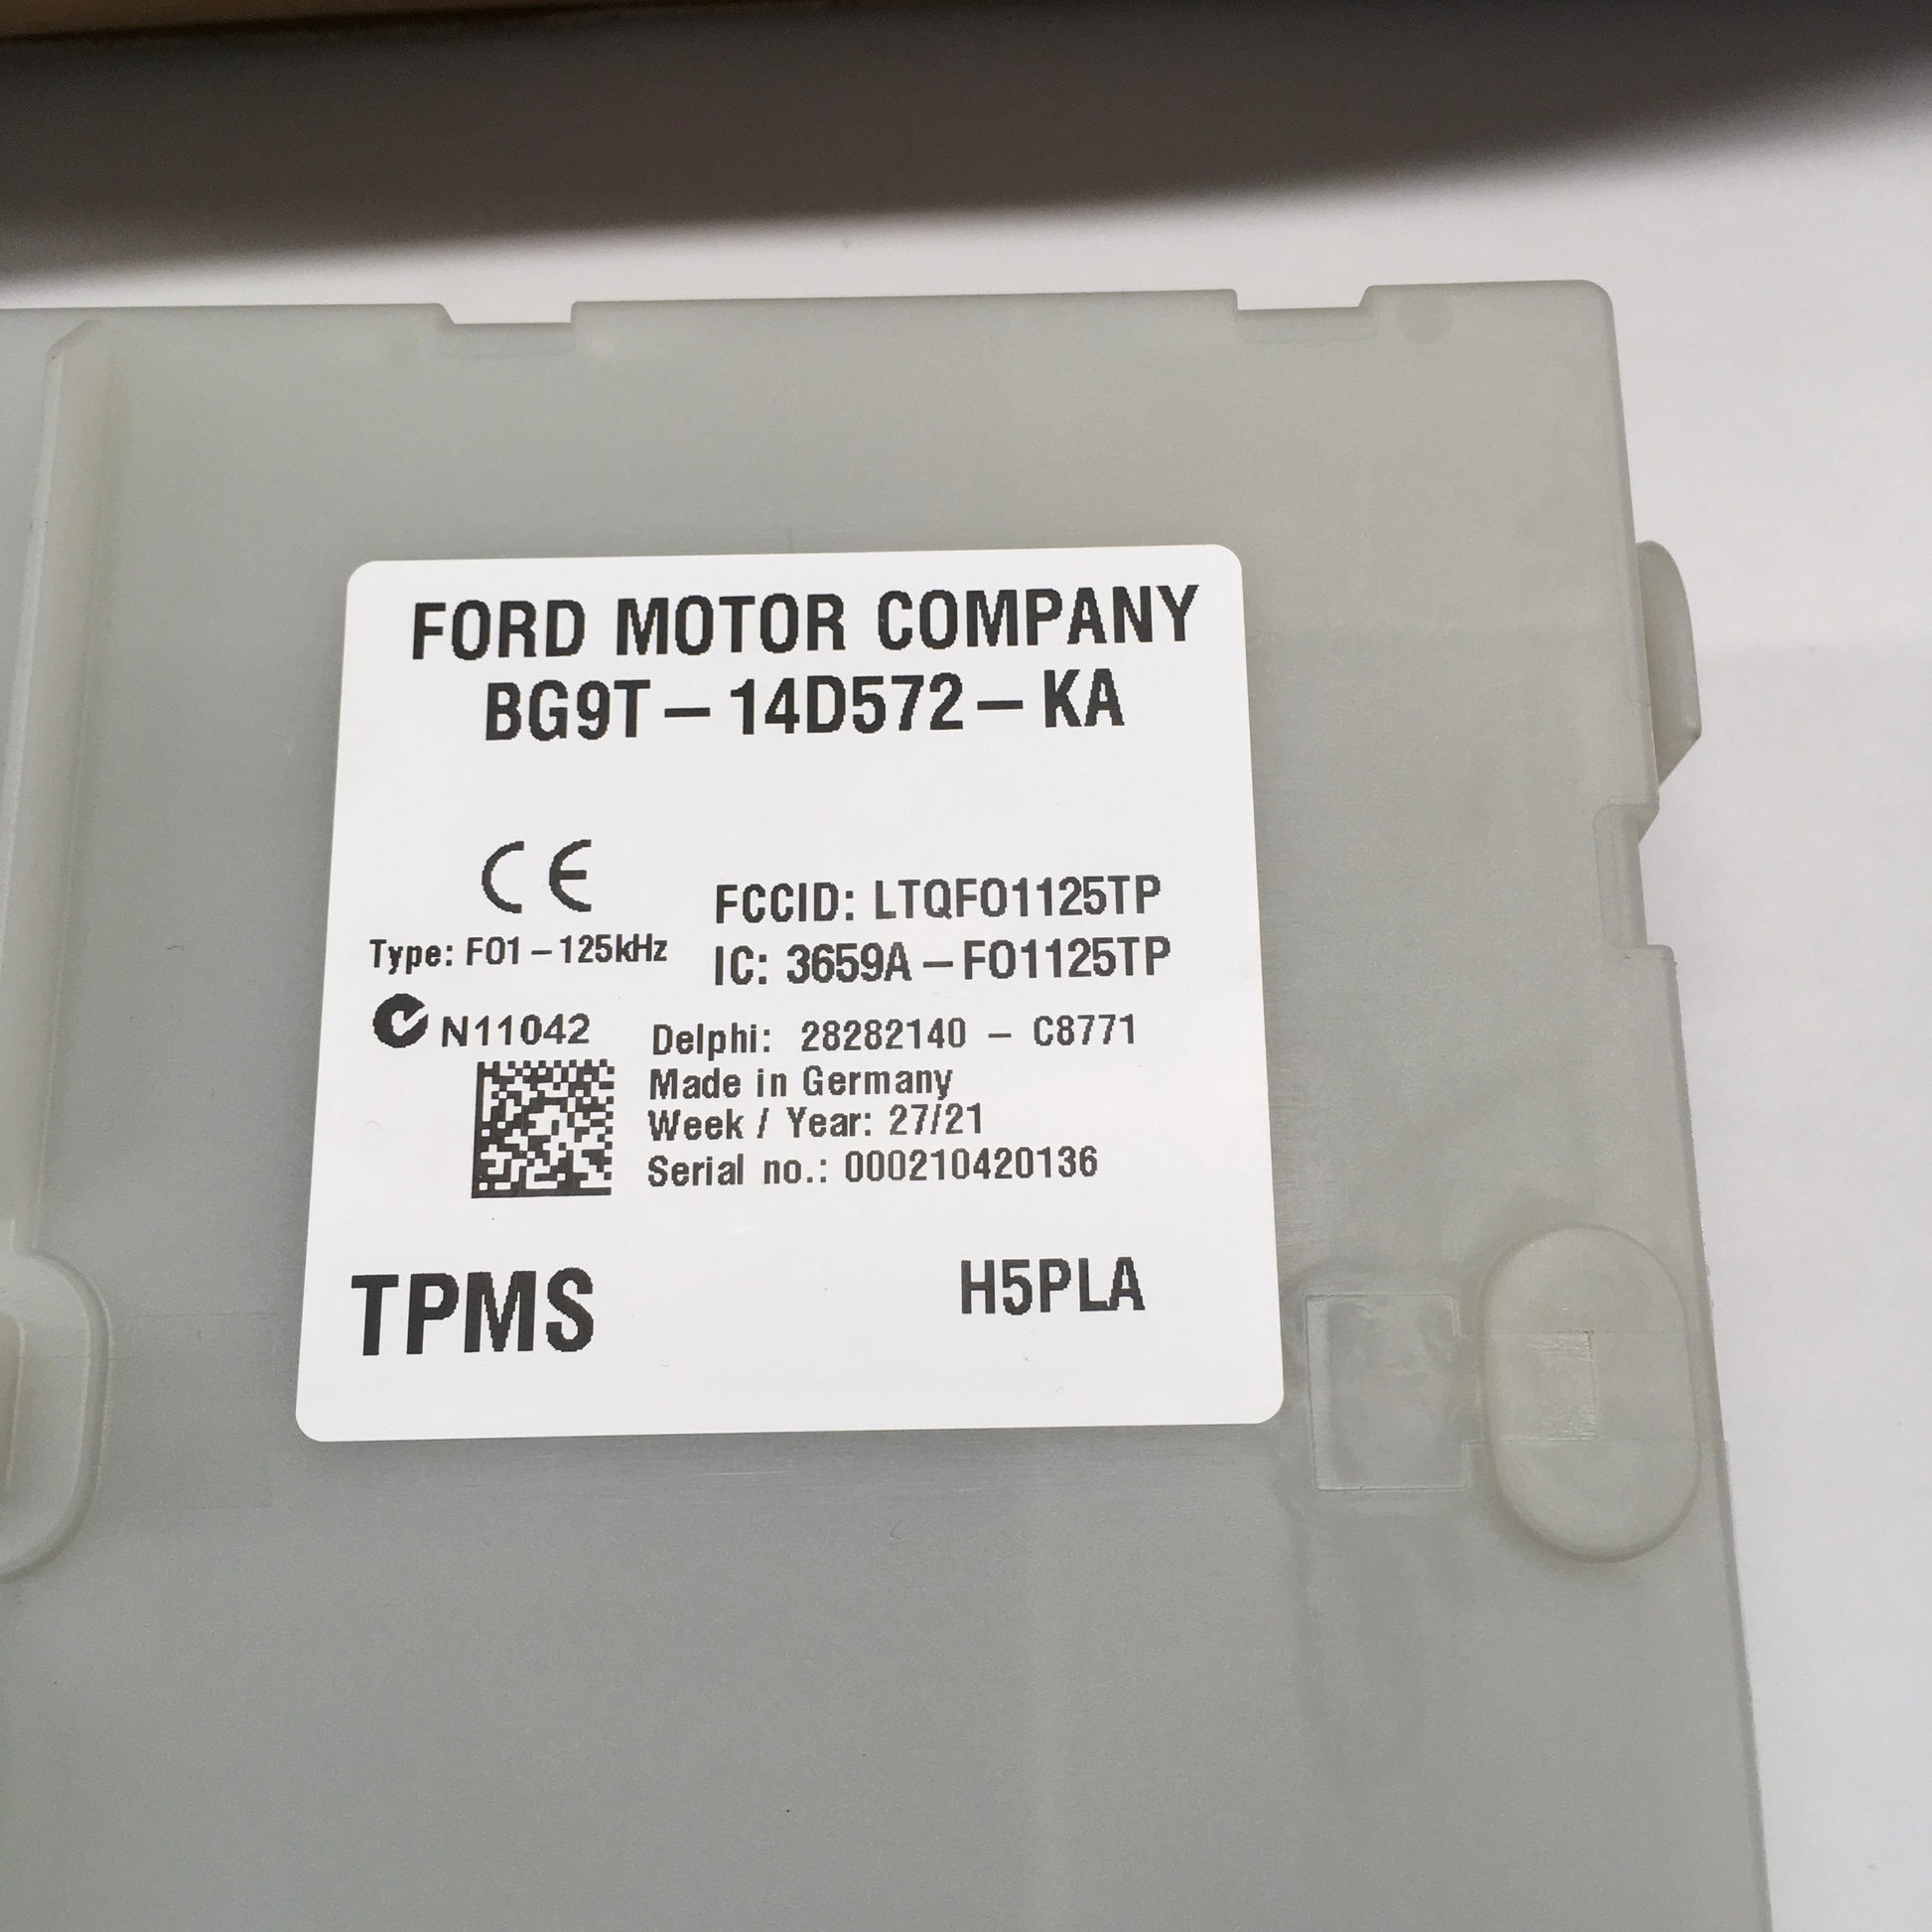 FORD MOTOR COMPANY
BG9T-14D572-KA
CE
FCCID: LTQFO1125TP
Type: FO1-125kHz
IC: 3659A-FO1125TP
N11042
Delphi: 28282140 - C8771
Made in Germany
Week / Year: 27/21
Serial no.: 000210420136
TPMS
H5PLA